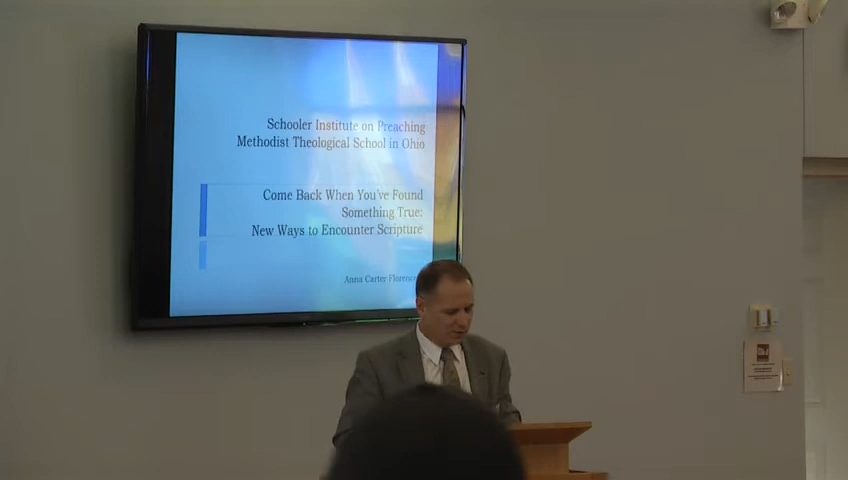 Schooler Institute on Preaching
Methodist Theological School in Ohio
Come Back When You've Found
Something True:
New Ways to Encounter Scripture
Anna Carter Florence